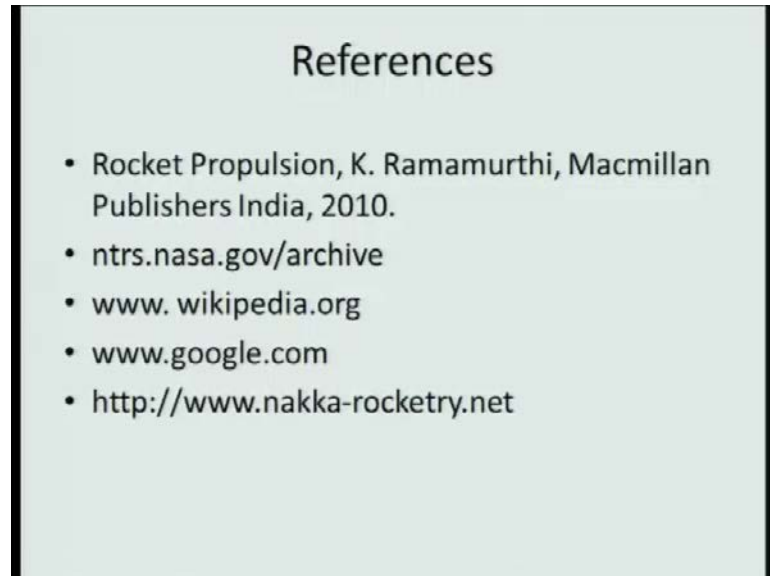 References
• Rocket Propulsion, K. Ramamurthi, Macmillan
Publishers India, 2010.
• ntrs.nasa.gov/archive
• www. wikipedia.org
• www.google.com
• http://www.nakka-rocketry.net